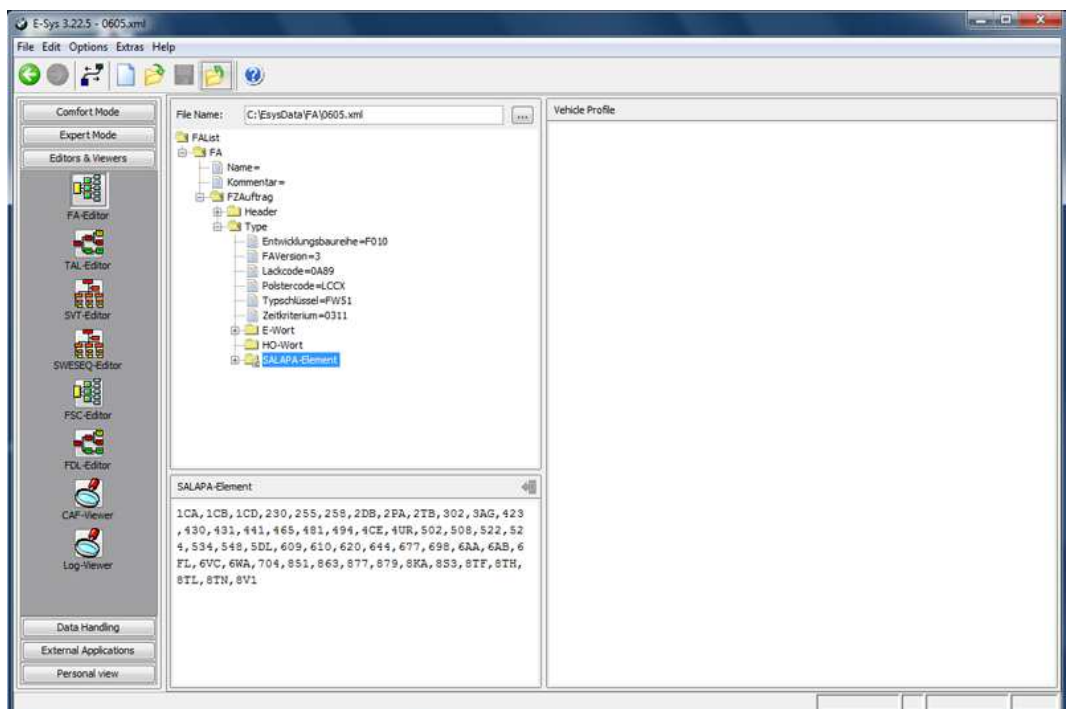 E-Sys 3.22.5 - 0605.xml
File Edit Options Extras Help
Comfort Mode
Expert Mode
Editors & Viewers
FA-Editor
TAL-Editor
SVT-Editor
SWESEQ-Editor
FSC-Editor
FDL-Editor
CAF-Viewer
Log-Viewer
Data Handling
External Applications
Personal view
File Name: C:\EsysData\FA\0605.xml ...
FAList
FA
Name=
Kommentar=
FZAuftrag
Header
Type
Entwicklungsbaureihe=F010
FAVersion=3
Lackcode=0A89
Polstercode=LCCX
Typschlüssel=FW51
Zeitkriterium=0311
E-Wort
HO-Wort
SALAPA-Element
SALAPA-Element
1CA,1CB,1CD,230,255,258,2DB,2PA,2TB,302,3AG,423
,430,431,441,465,481,494,4CE,4UR,502,508,522,52
4,534,548,5DL,609,610,620,644,677,698,6AA,6AB,6
FL,6VC,6WA,704,851,863,877,879,8KA,8S3,8TF,8TH,
8TL,8TN,8V1
Vehicle Profile